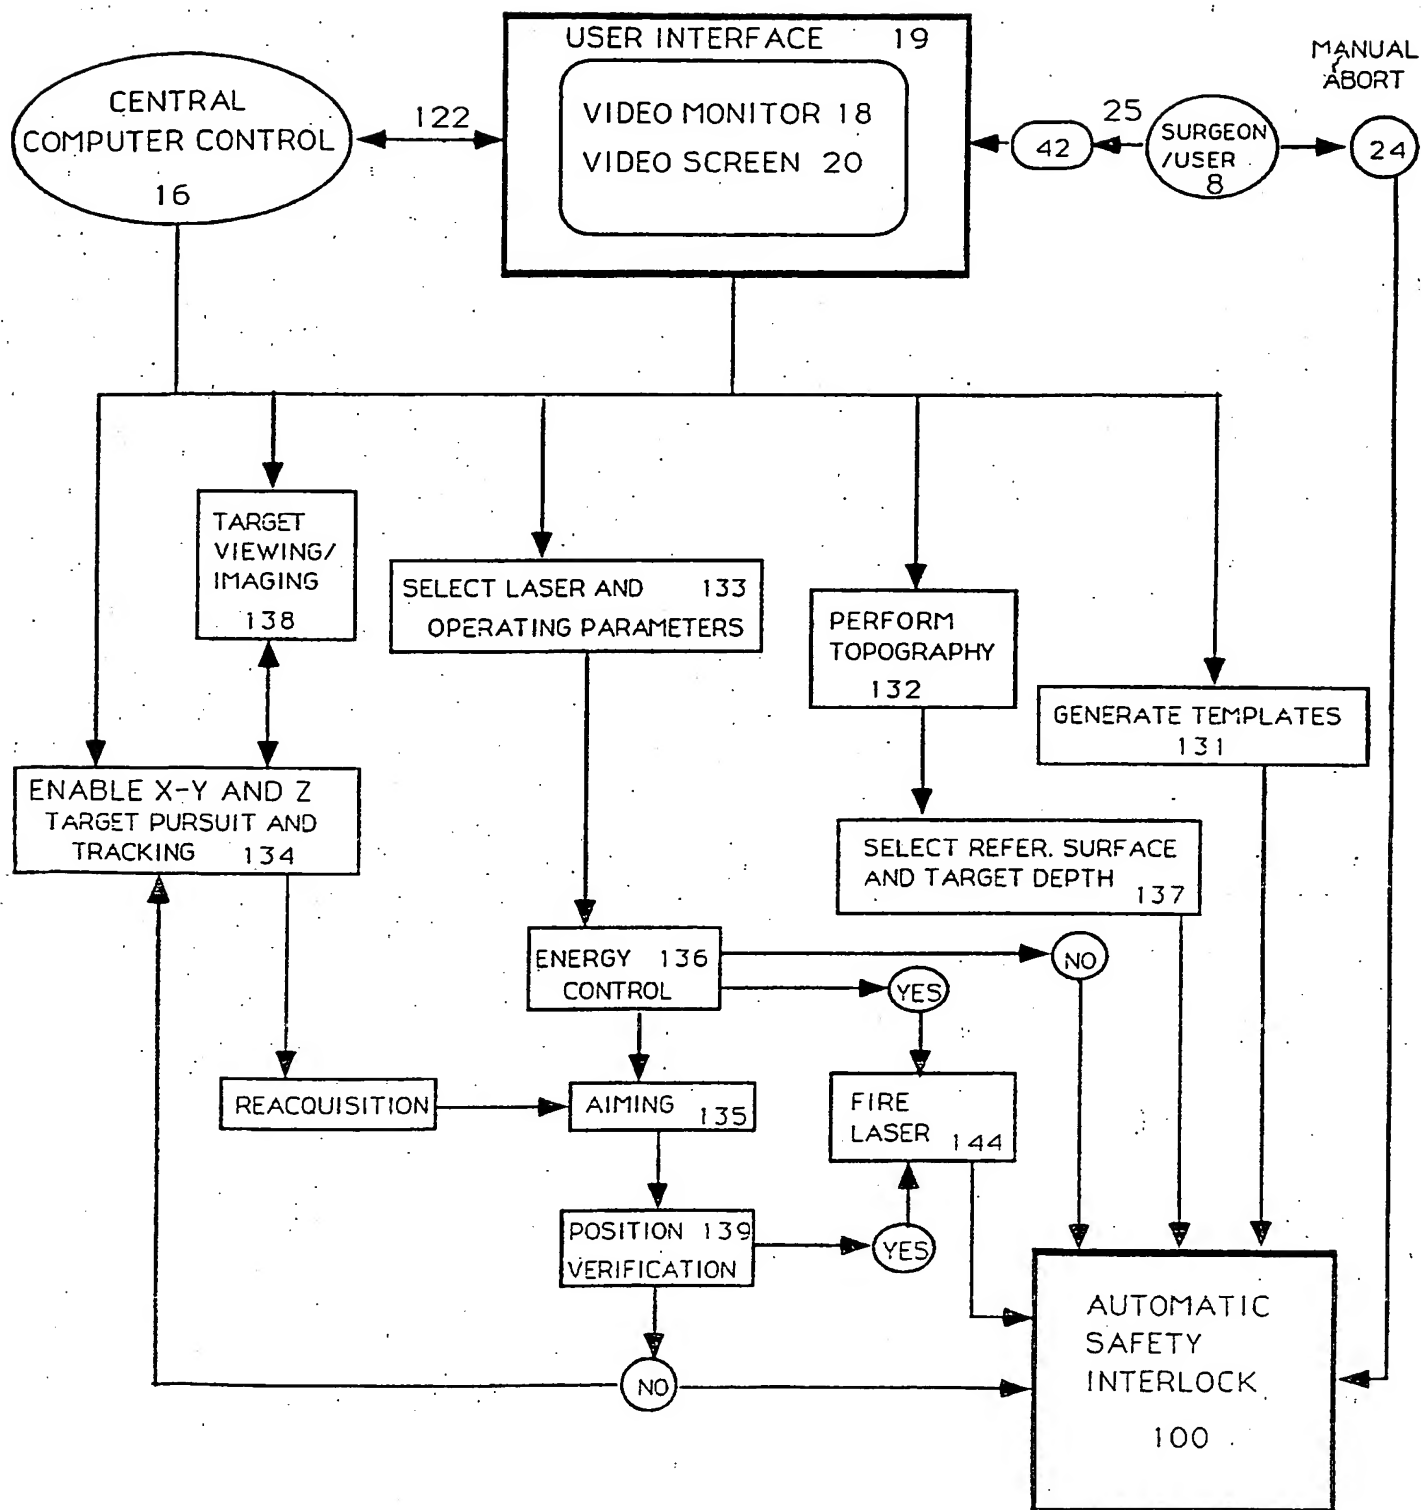 USER INTERFACE 19
VIDEO MONITOR 18
VIDEO SCREEN 20
CENTRAL
COMPUTER CONTROL
16
122
42
25
SURGEON
/USER
8
MANUAL
ABORT
24
TARGET
VIEWING/
IMAGING
138
SELECT LASER AND 133
OPERATING PARAMETERS
PERFORM
TOPOGRAPHY
132
GENERATE TEMPLATES
131
ENABLE X-Y AND Z
TARGET PURSUIT AND
TRACKING 134
SELECT REFER. SURFACE
AND TARGET DEPTH 137
ENERGY 136
CONTROL
NO
YES
REACQUISITION
AIMING 135
FIRE
LASER 144
POSITION 139
VERIFICATION
YES
NO
AUTOMATIC
SAFETY
INTERLOCK
100